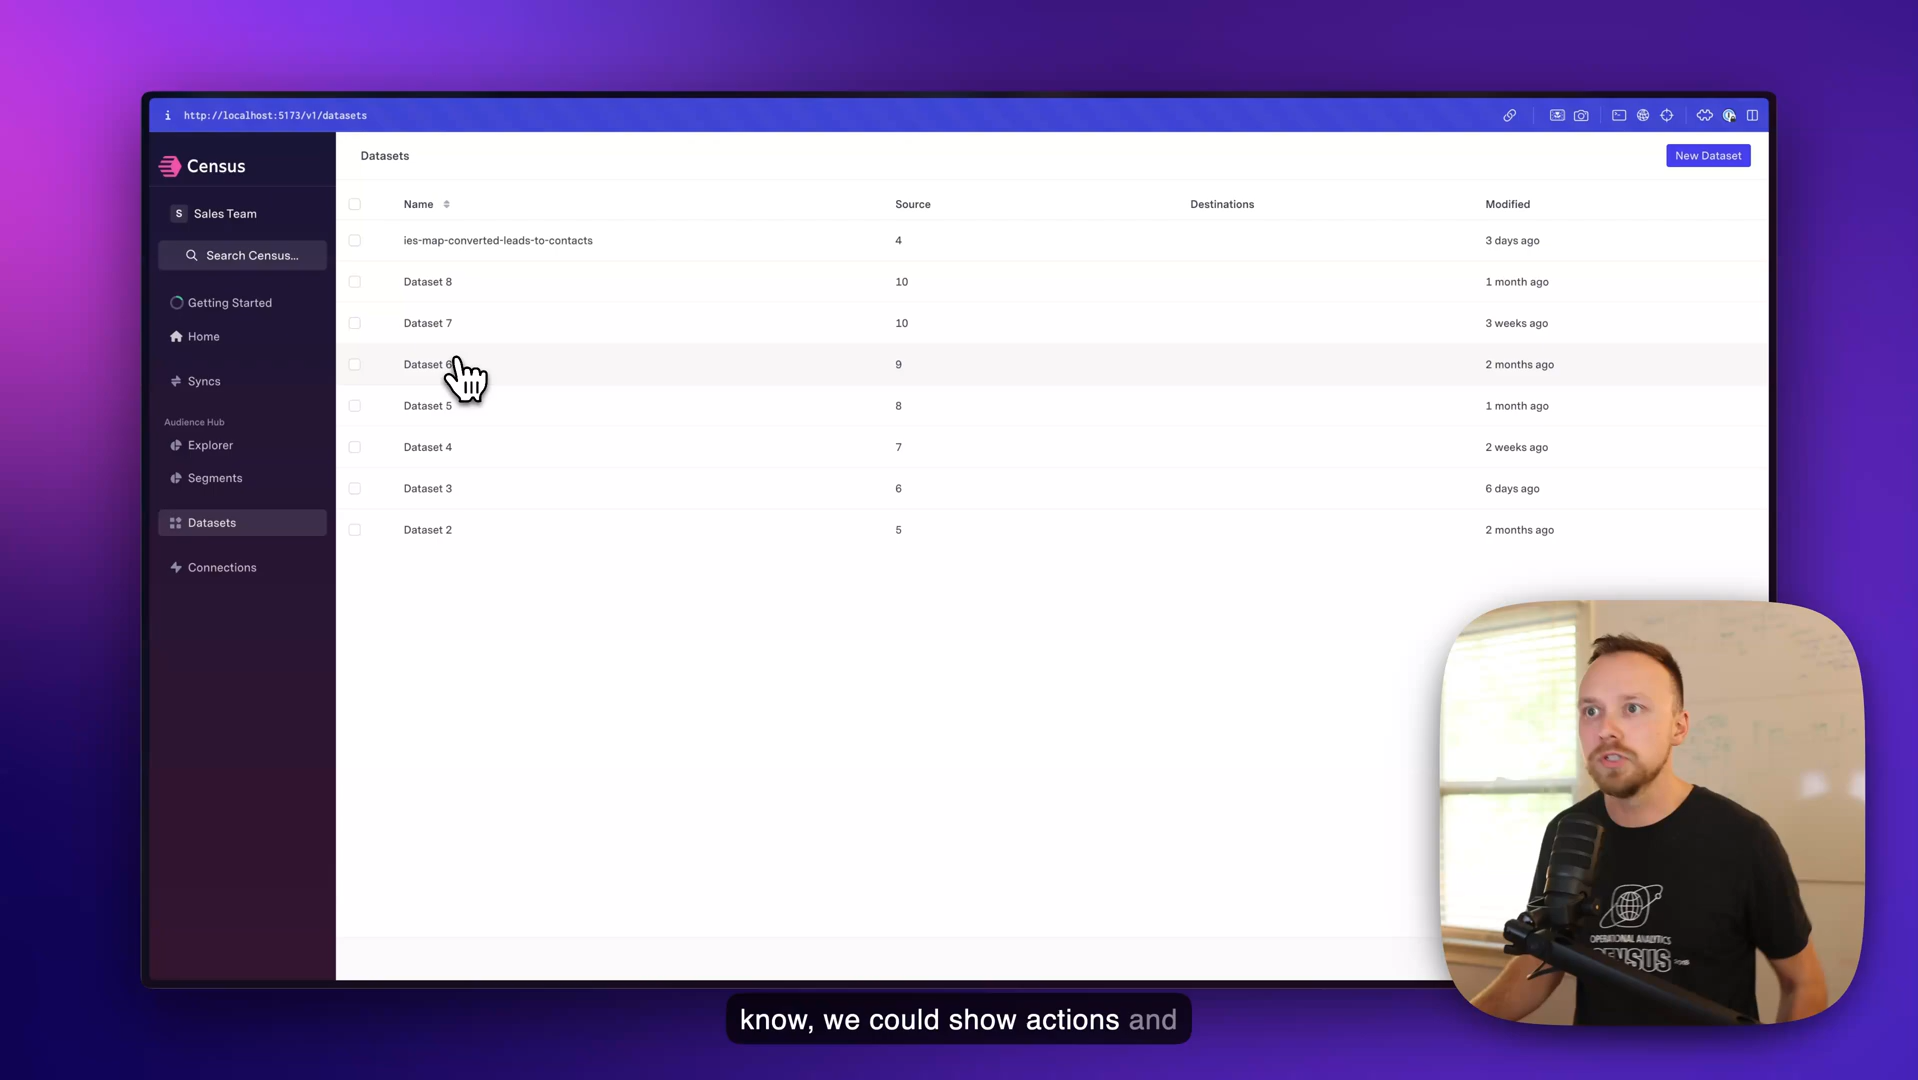 i http://localhost:5173/v1/datasets
Census
S Sales Team
Search Census...
Getting Started
Home
Syncs
Audience Hub
Explorer
Segments
Datasets
Connections
Datasets
New Dataset
Name Source Destinations Modified
ies-map-converted-leads-to-contacts 4 3 days ago
Dataset 8 10 1 month ago
Dataset 7 10 3 weeks ago
Dataset 6 9 2 months ago
Dataset 5 8 1 month ago
Dataset 4 7 2 weeks ago
Dataset 3 6 6 days ago
Dataset 2 5 2 months ago
OPERATIONAL ANALYTICS
CENSUS
know, we could show actions and